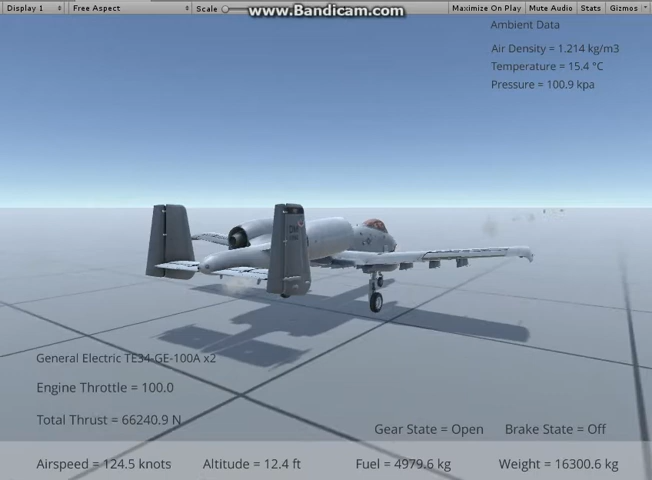 Display 1
Free Aspect
Scale
www.Bandicam.com
Maximize On Play
Mute Audio
Stats
Gizmos
Ambient Data
Air Density = 1.214 kg/m3
Temperature = 15.4 °C
Pressure = 100.9 kpa
DM
General Electric TE34-GE-100A x2
Engine Throttle = 100.0
Total Thrust = 66240.9 N
Gear State = Open
Brake State = Off
Airspeed = 124.5 knots
Altitude = 12.4 ft
Fuel = 4979.6 kg
Weight = 16300.6 kg